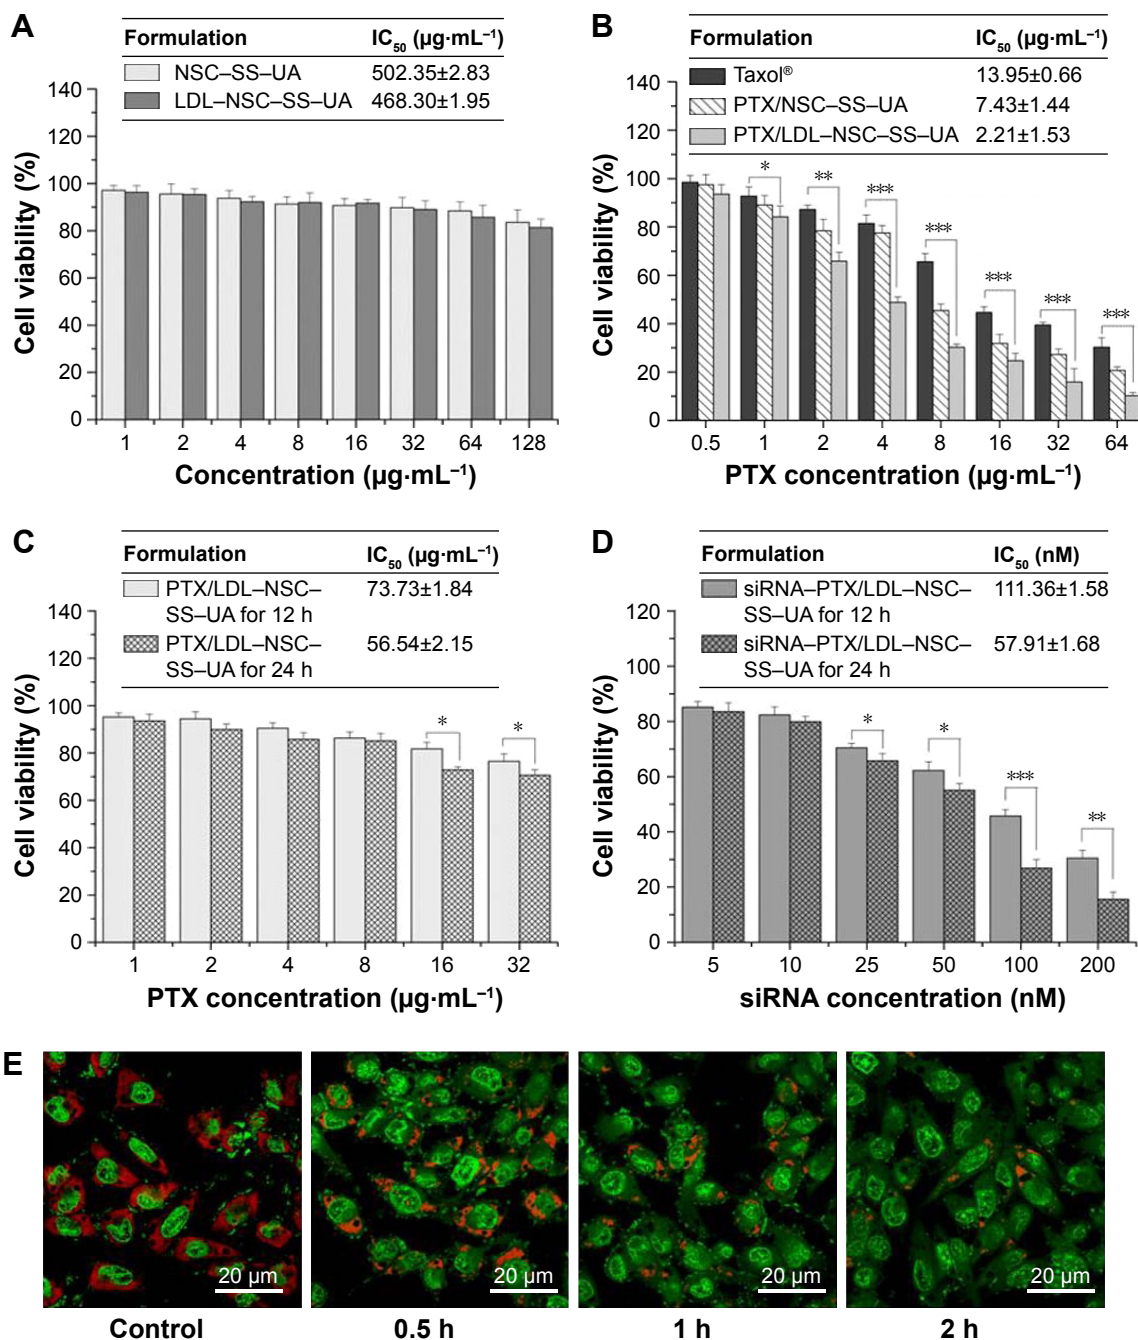 A
Formulation IC50 (µg·mL–1)
NSC–SS–UA 502.35±2.83
LDL–NSC–SS–UA 468.30±1.95
Cell viability (%)
140
120
100
80
60
40
20
0
1 2 4 8 16 32 64 128
Concentration (µg·mL–1)
B
Formulation IC50 (µg·mL–1)
Taxol® 13.95±0.66
PTX/NSC–SS–UA 7.43±1.44
PTX/LDL–NSC–SS–UA 2.21±1.53
Cell viability (%)
140
120
100
80
60
40
20
0
* ** *** *** *** *** ***
0.5 1 2 4 8 16 32 64
PTX concentration (µg·mL–1)
C
Formulation IC50 (µg·mL–1)
PTX/LDL–NSC– 73.73±1.84
SS–UA for 12 h
PTX/LDL–NSC– 56.54±2.15
SS–UA for 24 h
Cell viability (%)
140
120
100
80
60
40
20
0
* *
1 2 4 8 16 32
PTX concentration (µg·mL–1)
D
Formulation IC50 (nM)
siRNA–PTX/LDL–NSC– 111.36±1.58
SS–UA for 12 h
siRNA–PTX/LDL–NSC– 57.91±1.68
SS–UA for 24 h
Cell viability (%)
120
100
80
60
40
20
0
* * *** **
5 10 25 50 100 200
siRNA concentration (nM)
E
20 µm 20 µm 20 µm 20 µm
Control 0.5 h 1 h 2 h